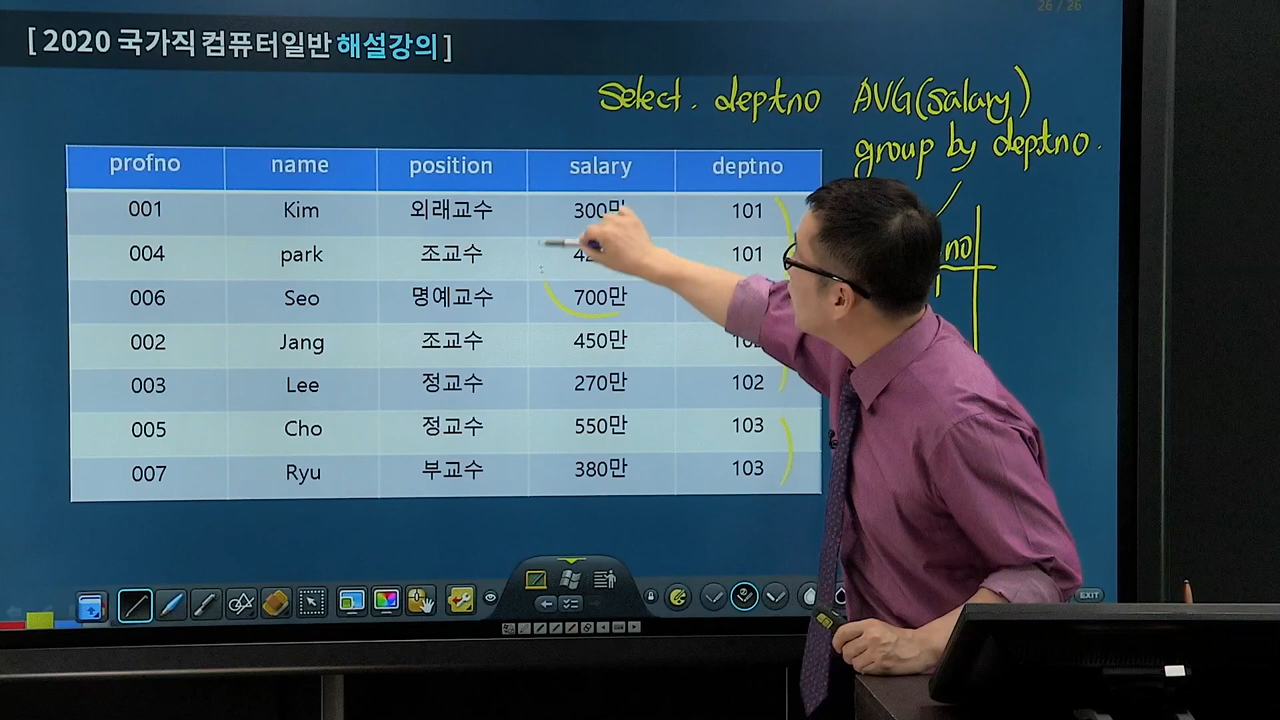 26 / 26
[ 2020 국가직 컴퓨터일반 해설강의 ]
Select. deptno AVG(salary)
group by deptno.
profno name position salary deptno
001 Kim 외래교수 300만 101
004 park 조교수 101
006 Seo 명예교수 700만
002 Jang 조교수 450만
003 Lee 정교수 270만 102
005 Cho 정교수 550만 103
007 Ryu 부교수 380만 103
no
EXIT